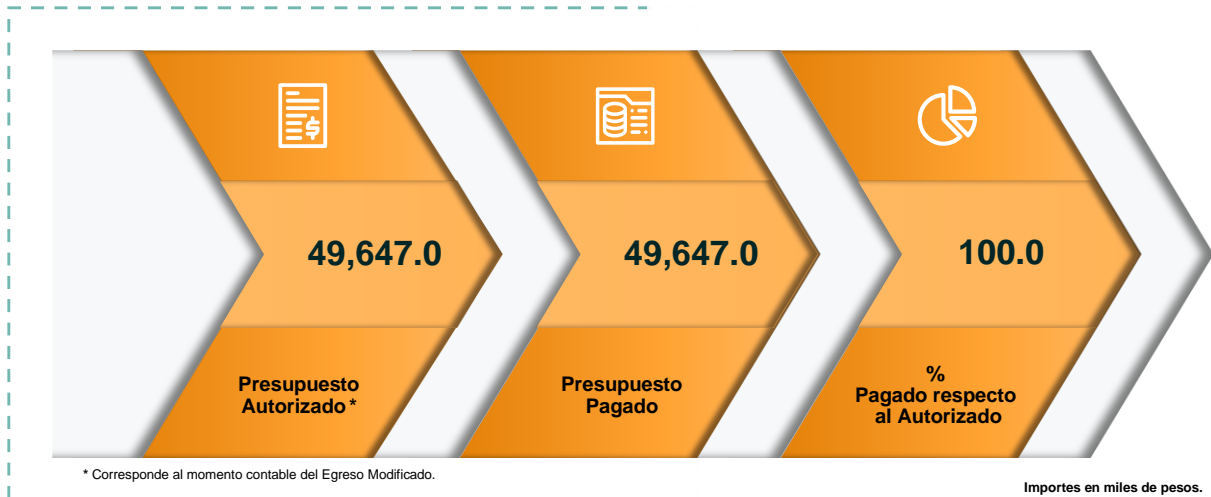 49,647.0
49,647.0
100.0
Presupuesto
Autorizado *
Presupuesto
Pagado
%
Pagado respecto
al Autorizado
* Corresponde al momento contable del Egreso Modificado.
Importes en miles de pesos.